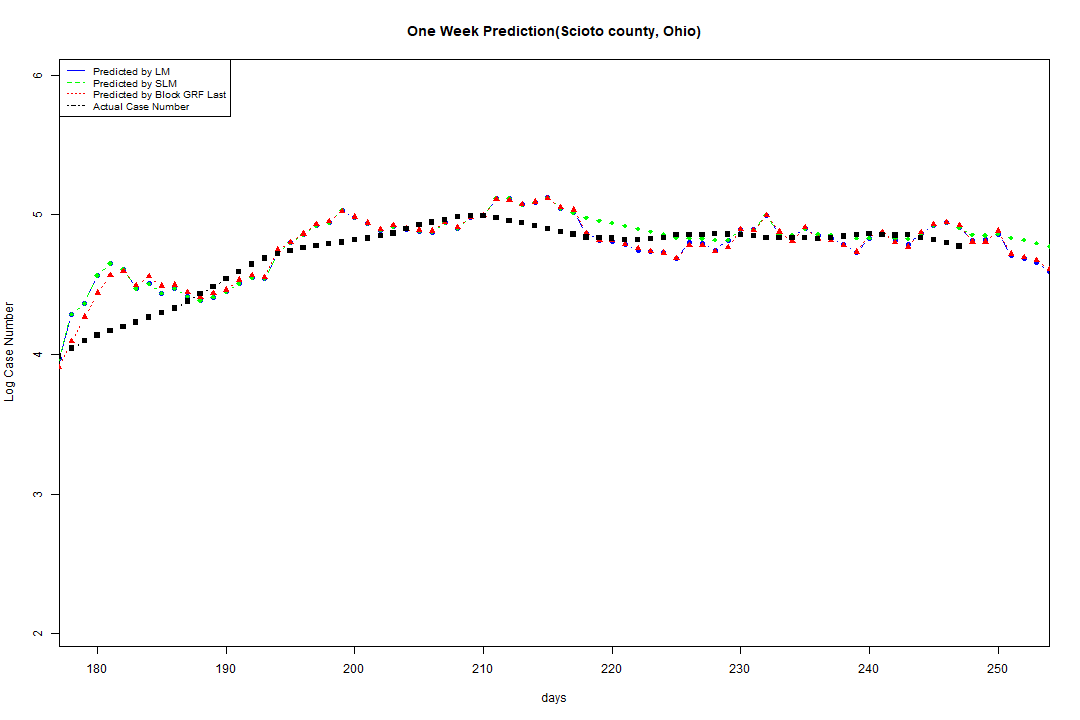 One Week Prediction(Scioto county, Ohio)
Predicted by LM
Predicted by SLM
Predicted by Block GRF Last
Actual Case Number
6
5
4
3
2
Log Case Number
180 190 200 210 220 230 240 250
days